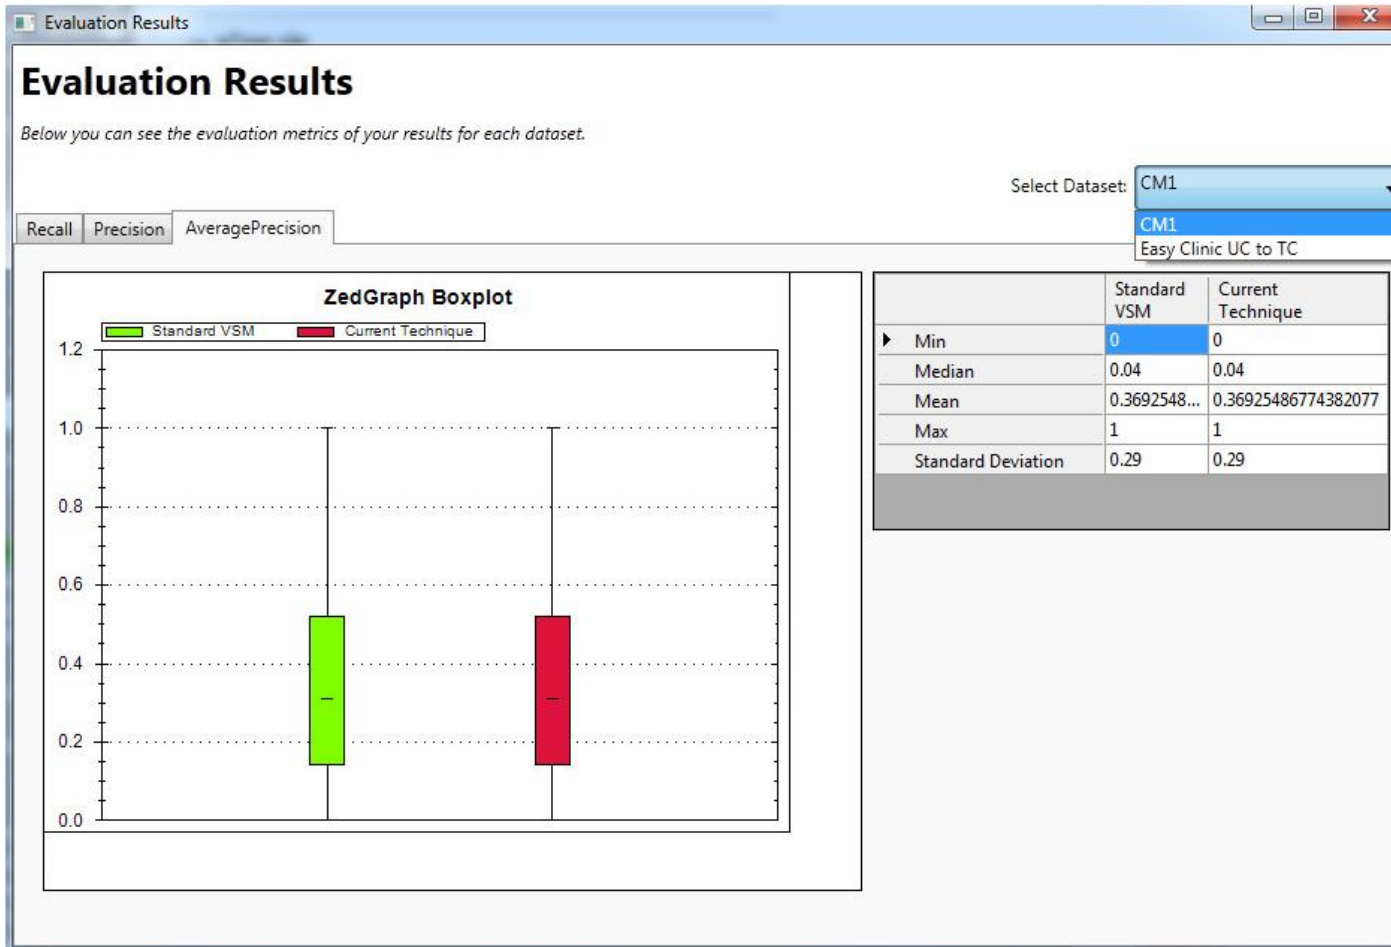 Evaluation Results
Evaluation Results
Below you can see the evaluation metrics of your results for each dataset.
Select Dataset: CM1
CM1
Easy Clinic UC to TC
Recall Precision AveragePrecision
ZedGraph Boxplot
Standard VSM Current Technique
1.2
1.0
0.8
0.6
0.4
0.2
0.0
Standard VSM Current Technique
Min 0 0
Median 0.04 0.04
Mean 0.3692548... 0.36925486774382077
Max 1 1
Standard Deviation 0.29 0.29